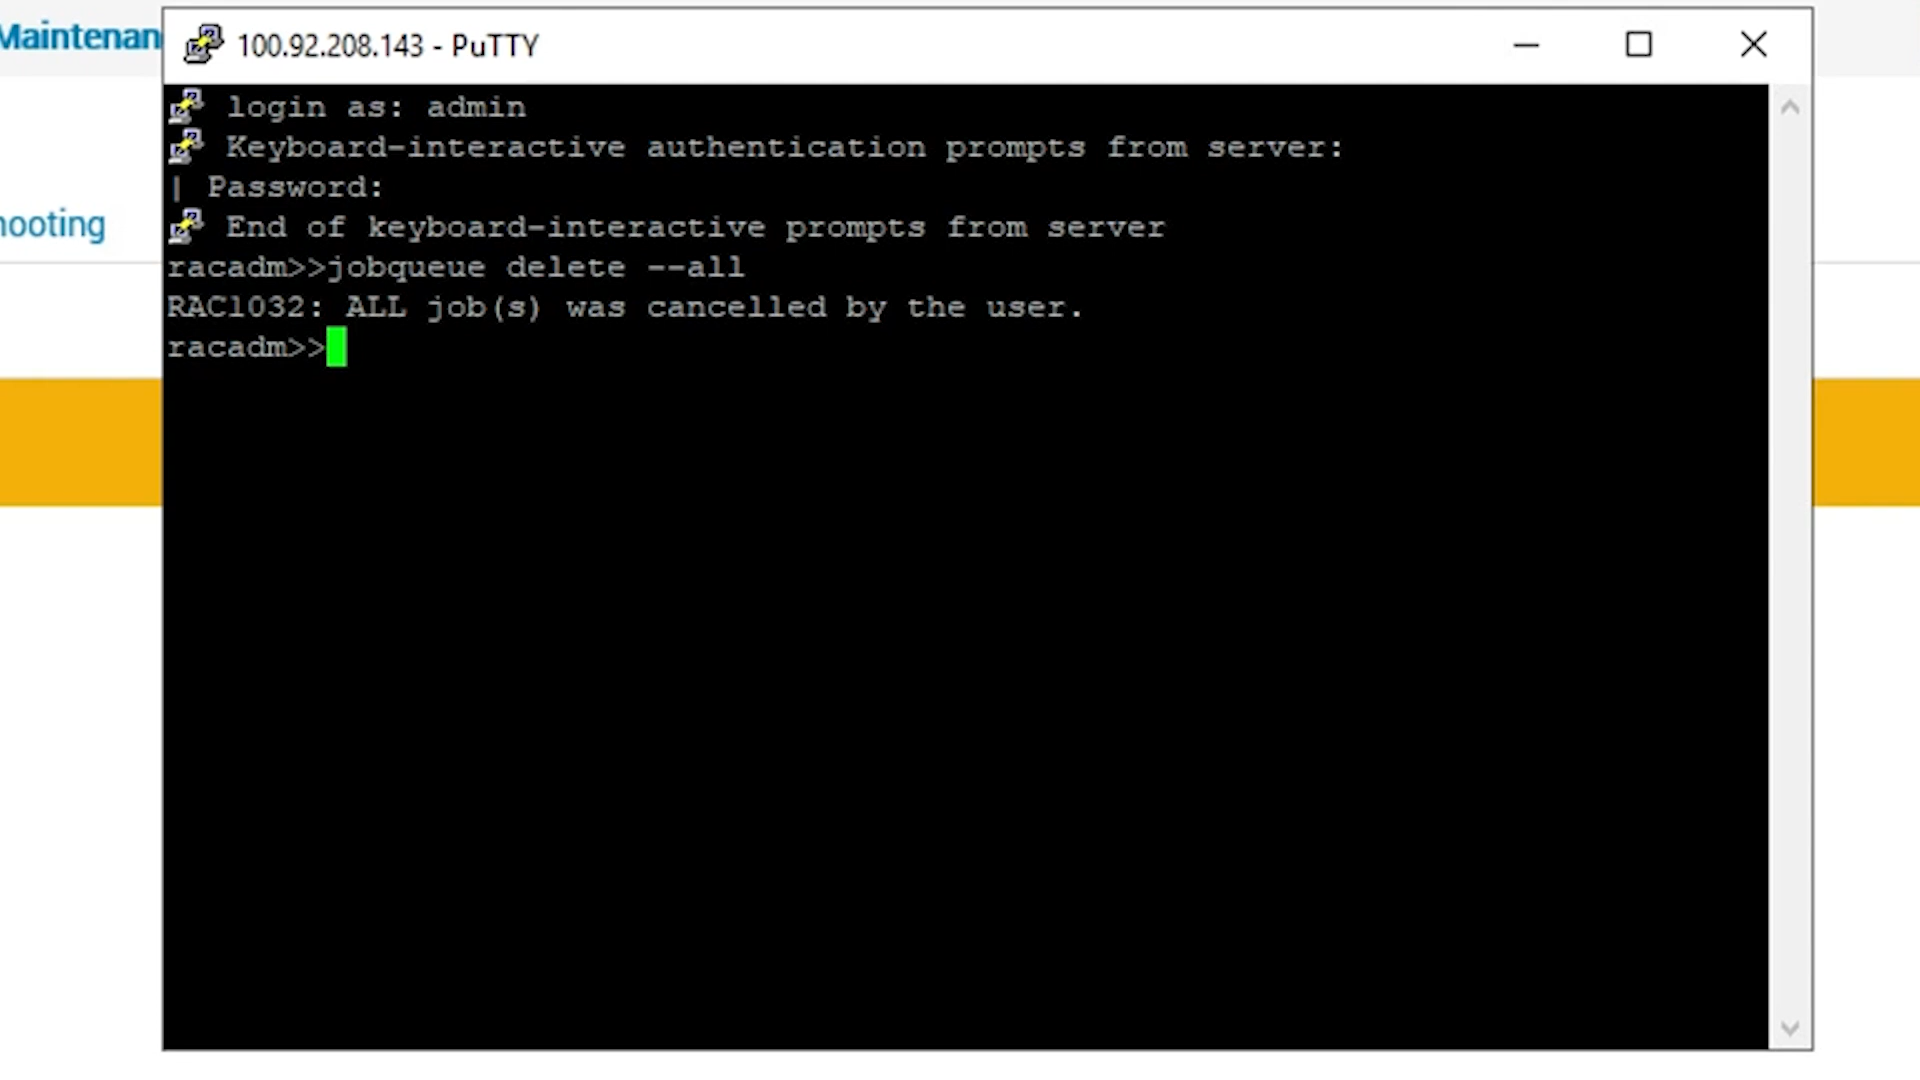 Maintenan
100.92.208.143 - PuTTY
login as: admin
Keyboard-interactive authentication prompts from server:
| Password:
hooting
End of keyboard-interactive prompts from server
racadm>>jobqueue delete --all
RAC1032: ALL job(s) was cancelled by the user.
racadm>>